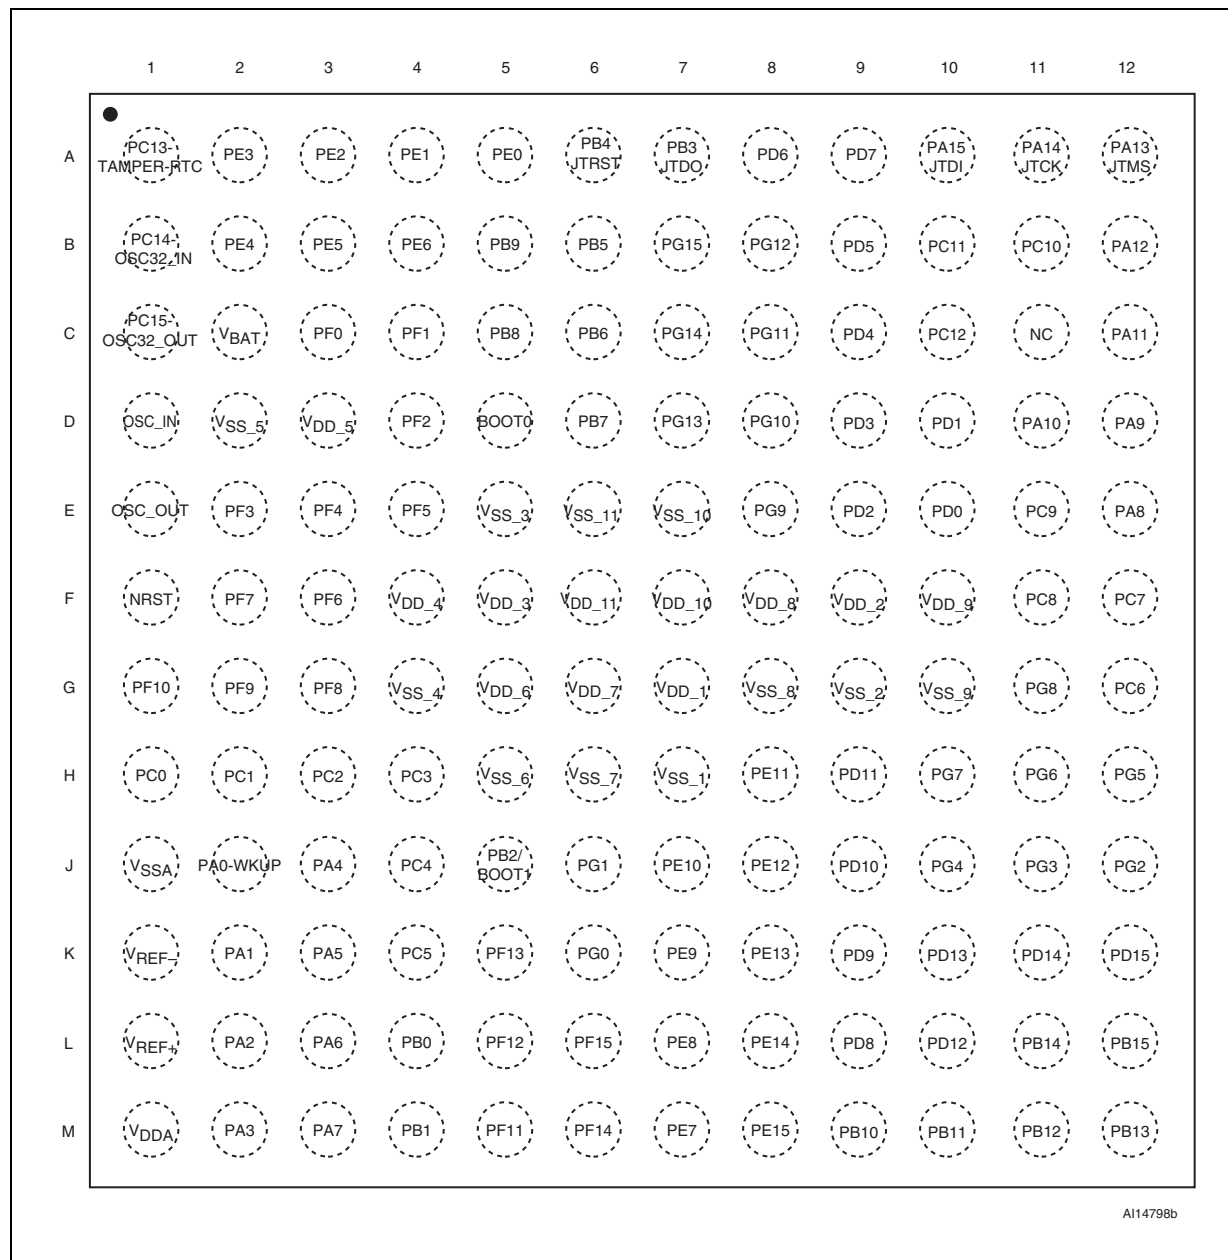 1 2 3 4 5 6 7 8 9 10 11 12
A PC13-TAMPER-RTC PE3 PE2 PE1 PE0 PB4 JTRST PB3 JTDO PD6 PD7 PA15 JTDI PA14 JTCK PA13 JTMS
B PC14-OSC32_IN PE4 PE5 PE6 PB9 PB5 PG15 PG12 PD5 PC11 PC10 PA12
C PC15-OSC32_OUT VBAT PF0 PF1 PB8 PB6 PG14 PG11 PD4 PC12 NC PA11
D OSC_IN VSS_5 VDD_5 PF2 BOOT0 PB7 PG13 PG10 PD3 PD1 PA10 PA9
E OSC_OUT PF3 PF4 PF5 VSS_3 VSS_11 VSS_10 PG9 PD2 PD0 PC9 PA8
F NRST PF7 PF6 VDD_4 VDD_3 VDD_11 VDD_10 VDD_8 VDD_2 VDD_9 PC8 PC7
G PF10 PF9 PF8 VSS_4 VDD_6 VDD_7 VDD_1 VSS_8 VSS_2 VSS_9 PG8 PC6
H PC0 PC1 PC2 PC3 VSS_6 VSS_7 VSS_1 PE11 PD11 PG7 PG6 PG5
J VSSA PA0-WKUP PA4 PC4 PB2/BOOT1 PG1 PE10 PE12 PD10 PG4 PG3 PG2
K VREF– PA1 PA5 PC5 PF13 PG0 PE9 PE13 PD9 PD13 PD14 PD15
L VREF+ PA2 PA6 PB0 PF12 PF15 PE8 PE14 PD8 PD12 PB14 PB15
M VDDA PA3 PA7 PB1 PF11 PF14 PE7 PE15 PB10 PB11 PB12 PB13
AI14798b